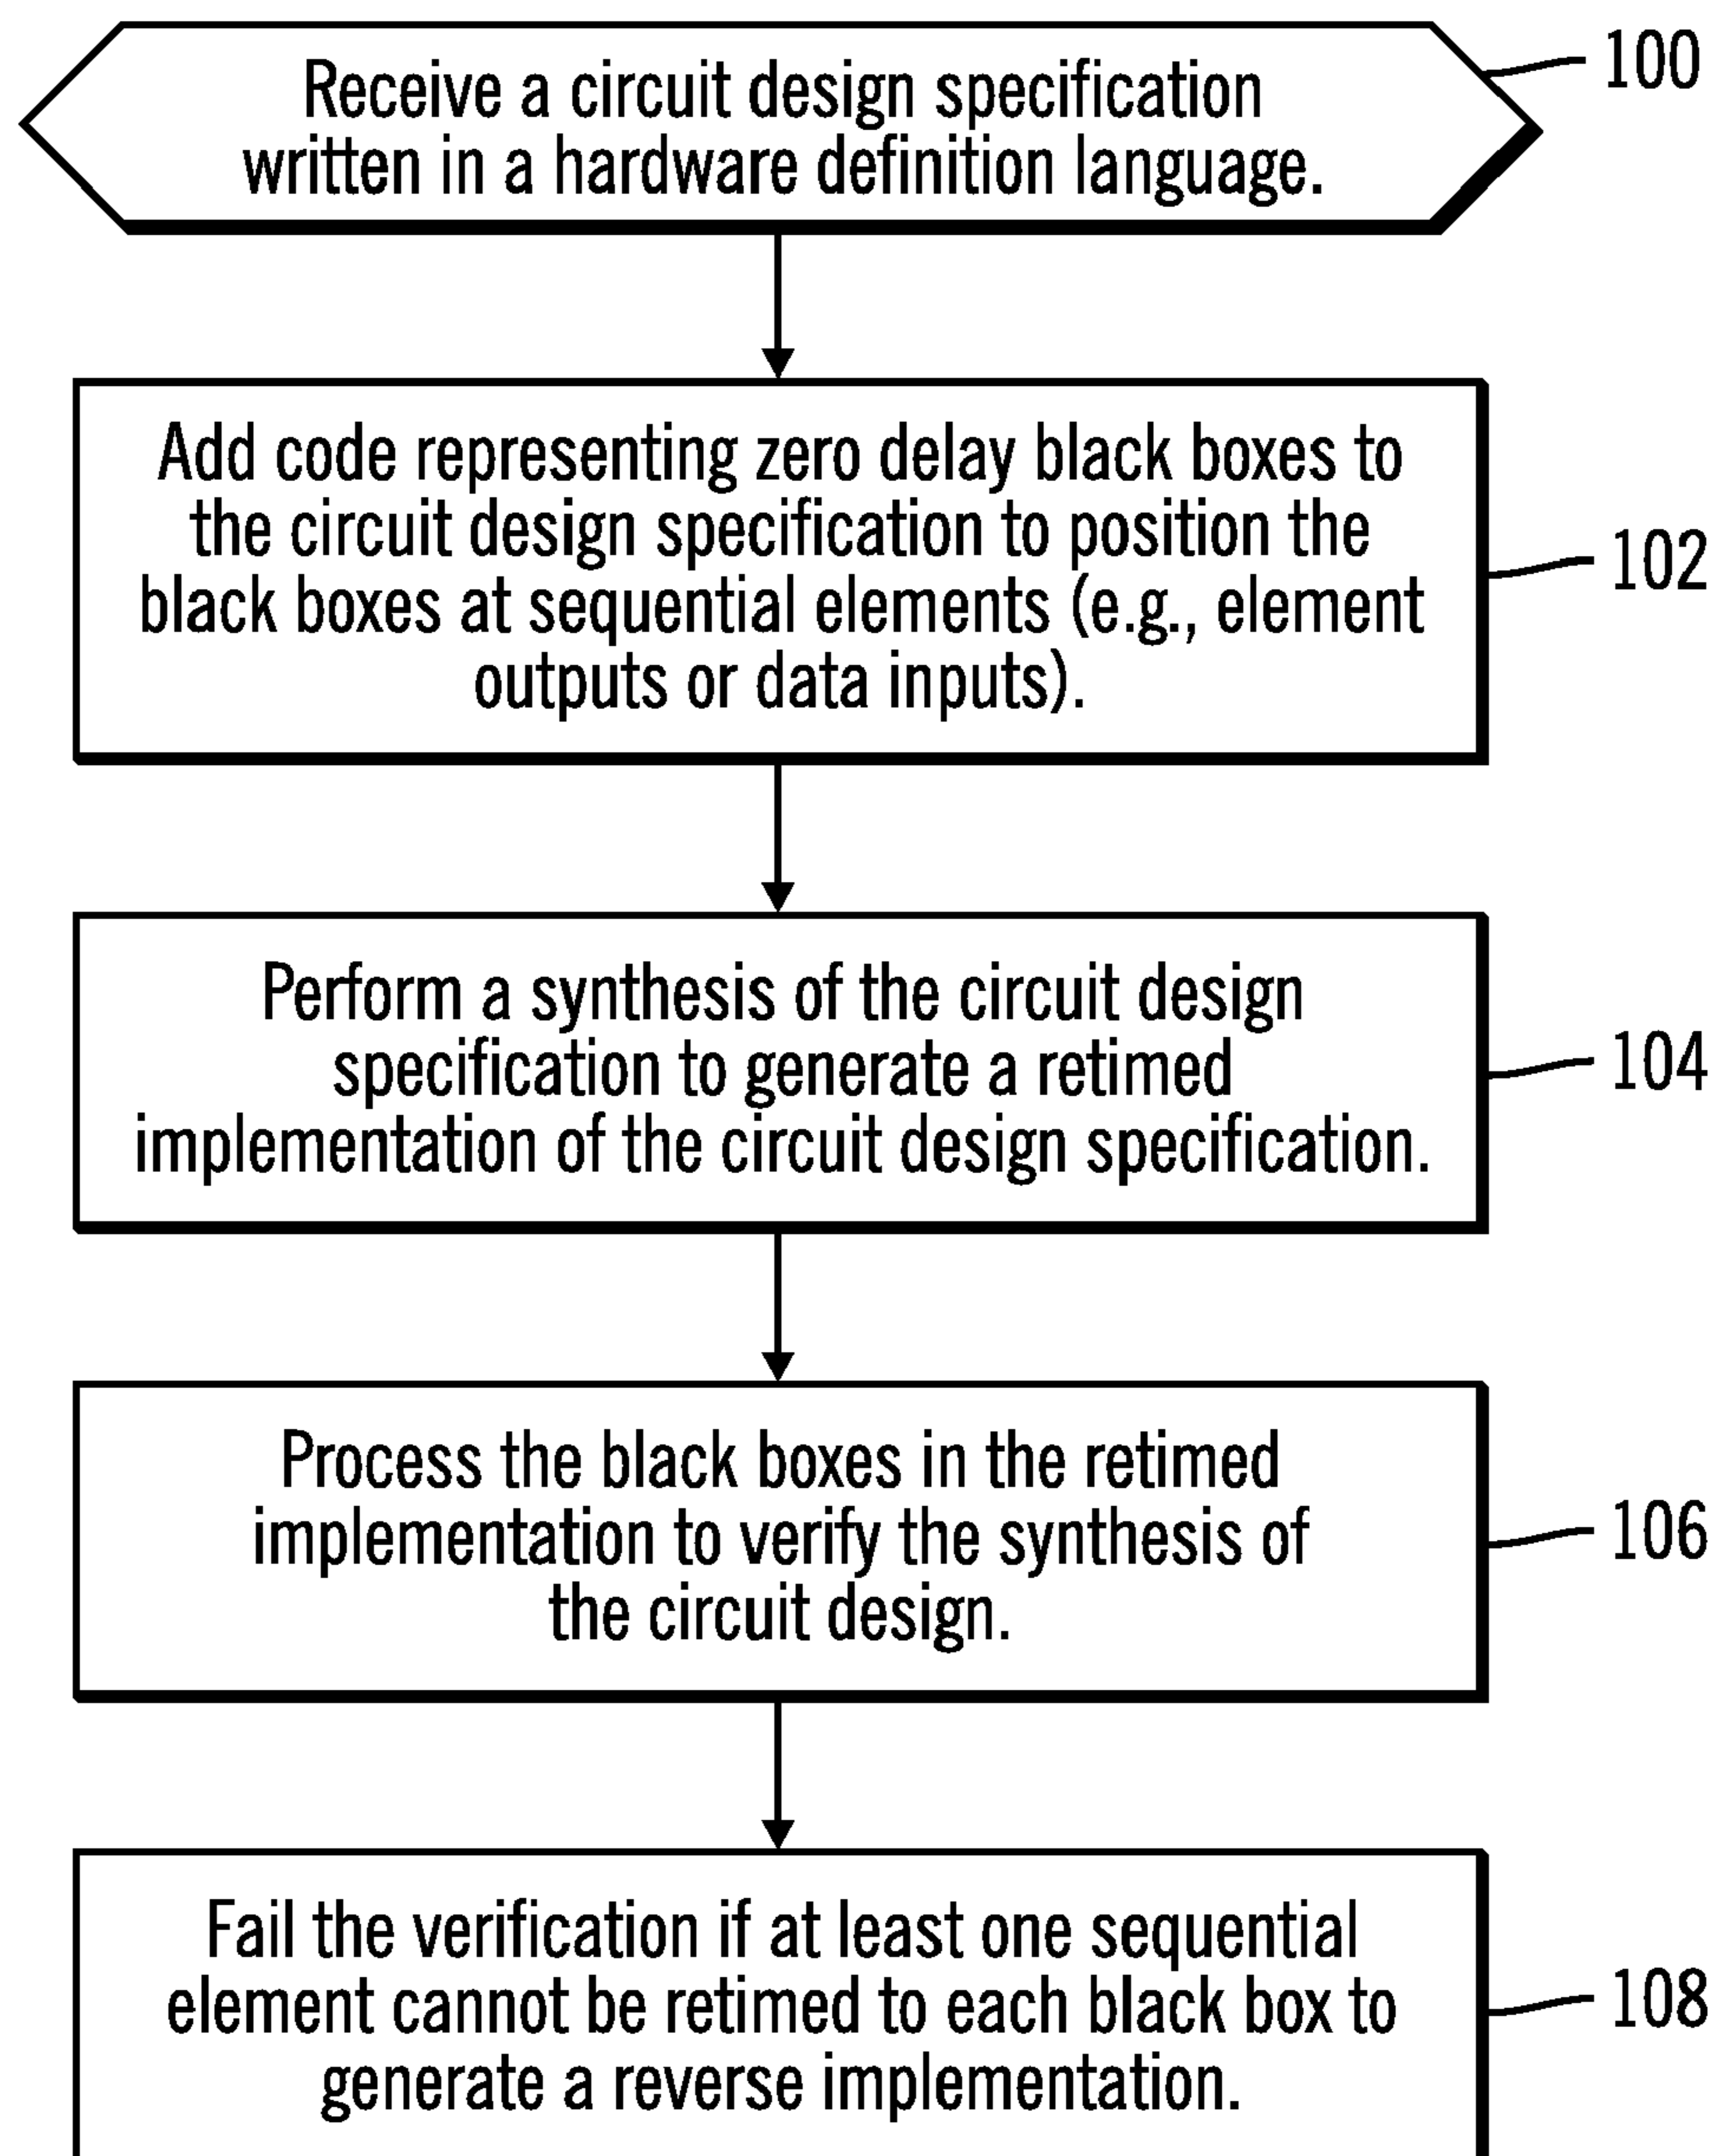 Receive a circuit design specification
written in a hardware definition language.
100
Add code representing zero delay black boxes to
the circuit design specification to position the
black boxes at sequential elements (e.g., element
outputs or data inputs).
102
Perform a synthesis of the circuit design
specification to generate a retimed
implementation of the circuit design specification.
104
Process the black boxes in the retimed
implementation to verify the synthesis of
the circuit design.
106
Fail the verification if at least one sequential
element cannot be retimed to each black box to
generate a reverse implementation.
108